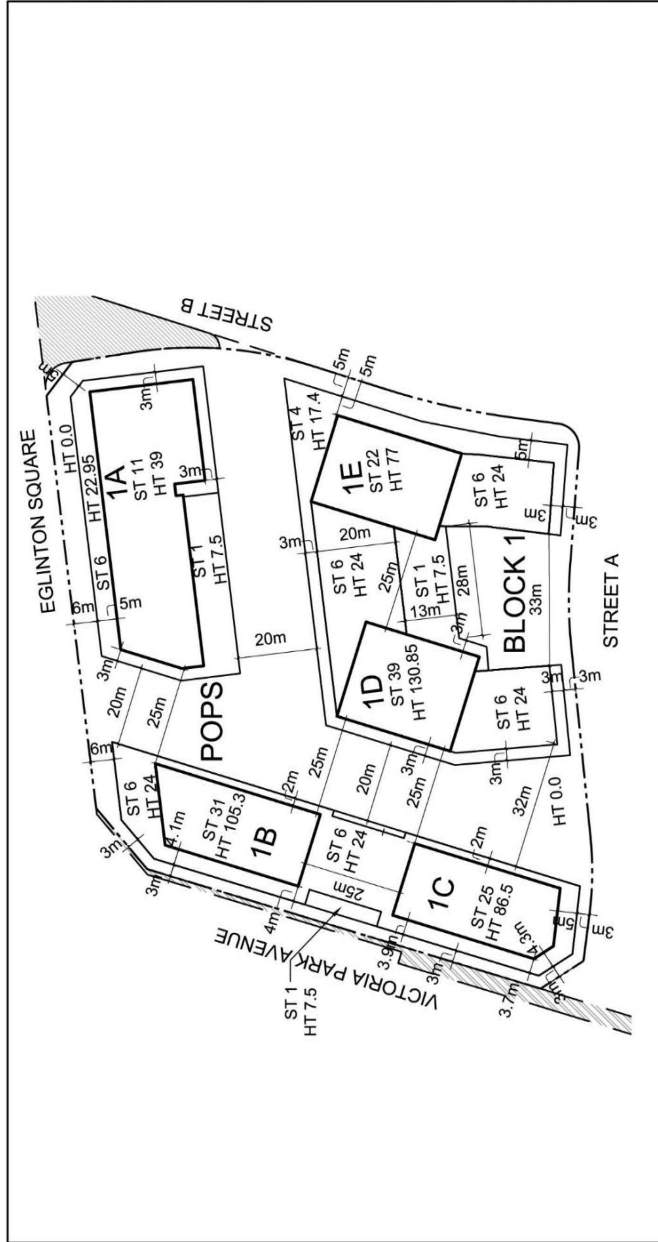 EGLINTON SQUARE
STREET B
HT 0.0
ST 6
HT 22.95
1A
ST 11
HT 39
ST 1
HT 7.5
6m
5m
3m
3m
3m
20m
25m
20m
POPS
6m
ST 6
HT 24
3m
3m
4.1m
ST 31
HT 105.3
1B
2m
4m
25m
ST 6
HT 24
25m
20m
25m
VICTORIA PARK AVENUE
ST 1
HT 7.5
3.9m
3m
3.7m
1C
ST 25
HT 86.5
2m
4.3m
5m
3m
3m
32m
HT 0.0
ST 4
HT 17.4
5m
5m
3m
ST 6
HT 24
20m
25m
1E
ST 22
HT 77
ST 1
HT 7.5
13m
28m
3m
1D
ST 39
HT 130.85
3m
3m
ST 6
HT 24
BLOCK 1
33m
ST 6
HT 24
3m
3m
3m
3m
STREET A